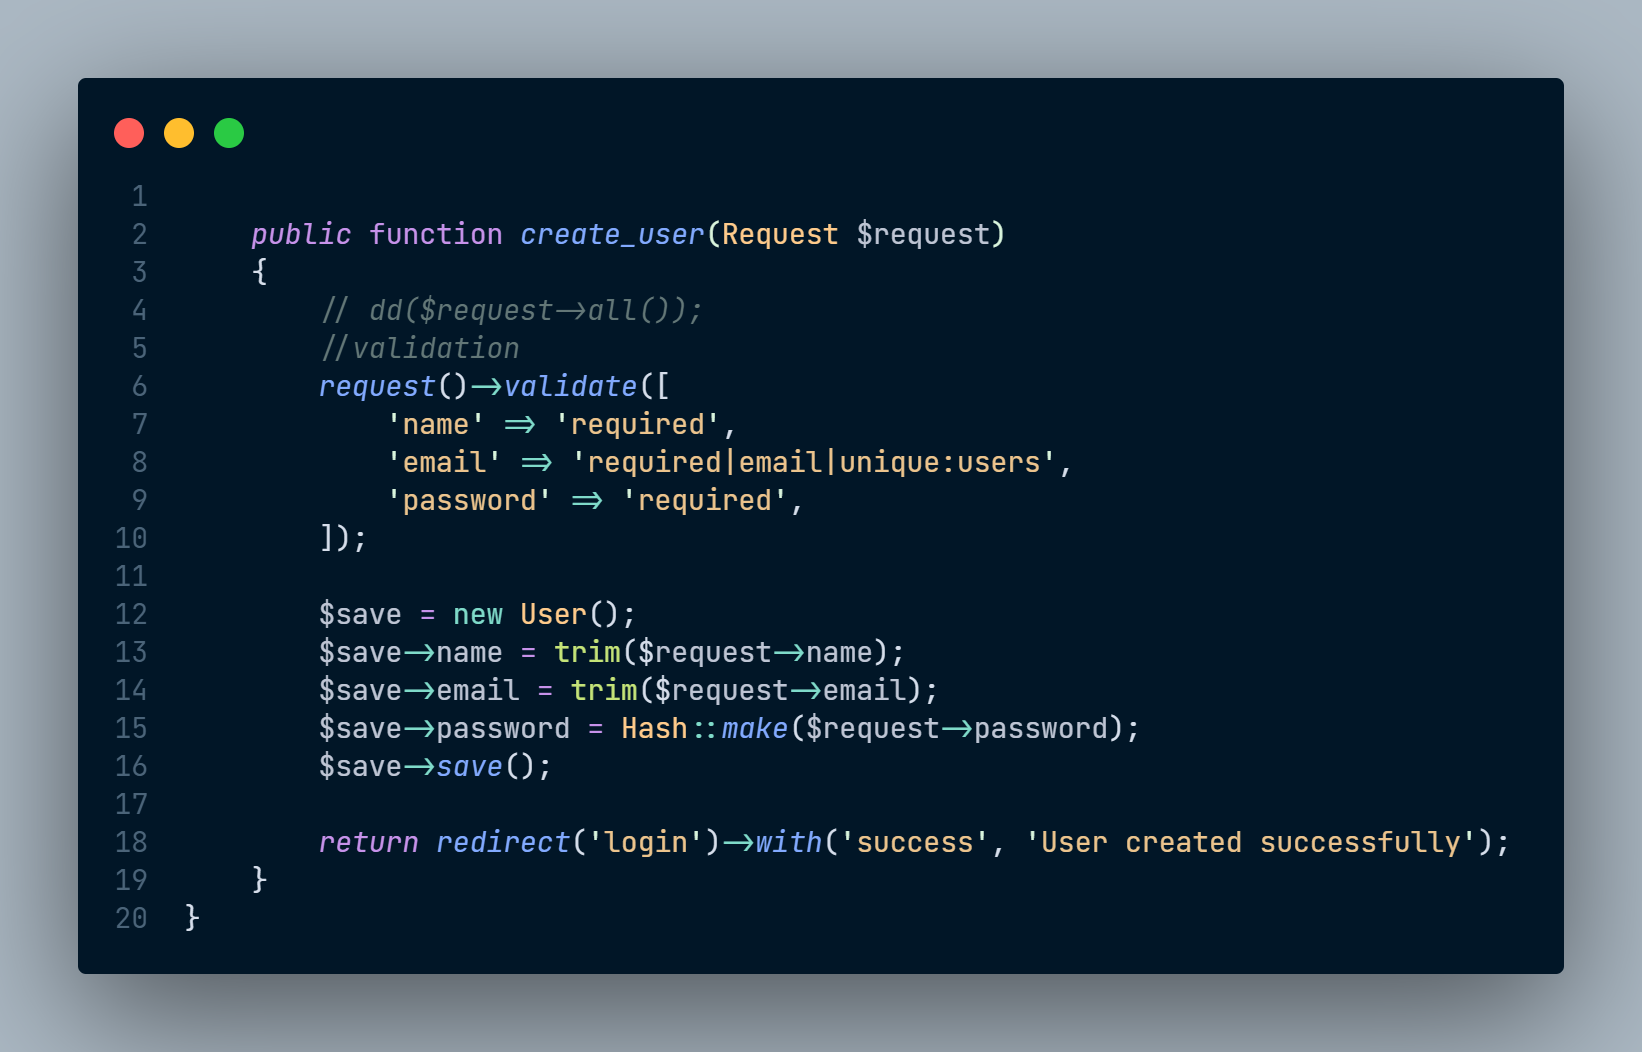 1
2     public function create_user(Request $request)
3     {
4         // dd($request->all());
5         //validation
6         request()->validate([
7             'name' => 'required',
8             'email' => 'required|email|unique:users',
9             'password' => 'required',
10         ]);
11
12         $save = new User();
13         $save->name = trim($request->name);
14         $save->email = trim($request->email);
15         $save->password = Hash::make($request->password);
16         $save->save();
17
18         return redirect('login')->with('success', 'User created successfully');
19     }
20 }